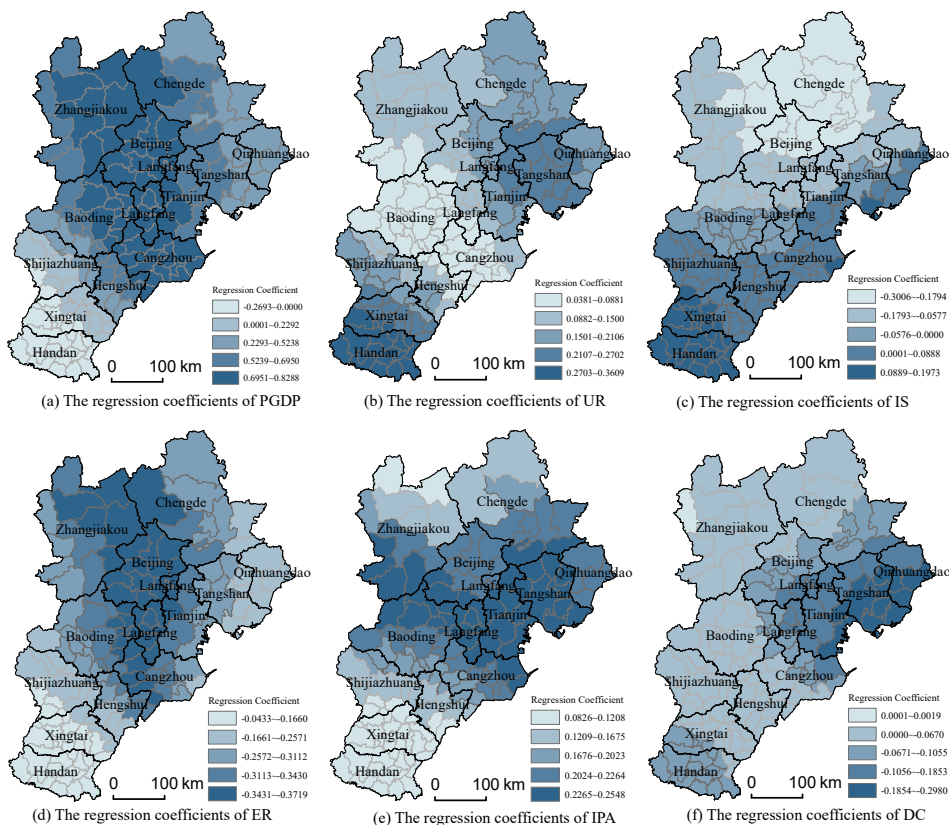 Chengde
Zhangjiakou
Beijing
Langfang
Qinzhuangdao
Tangshan
Tianjin
Baoding
Langfang
Cangzhou
Shijiazhuang
Hengshui
Xingtai
Handan
Regression Coefficient
-0.2693–0.0000
0.0001–0.2292
0.2293–0.5238
0.5239–0.6950
0.6951–0.8288
0 100 km
(a) The regression coefficients of PGDP
Chengde
Zhangjiakou
Beijing
Langfang
Qinzhuangdao
Tangshan
Tianjin
Baoding
Langfang
Cangzhou
Shijiazhuang
Hengshui
Xingtai
Handan
Regression Coefficient
0.0381–0.0881
0.0882–0.1500
0.1501–0.2106
0.2107–0.2702
0.2703–0.3609
0 100 km
(b) The regression coefficients of UR
Chengde
Zhangjiakou
Beijing
Langfang
Qinzhuangdao
Tangshan
Tianjin
Baoding
Langfang
Cangzhou
Shijiazhuang
Hengshui
Xingtai
Handan
Regression Coefficient
-0.3006–-0.1794
-0.1793–-0.0577
-0.0576–0.0000
0.0001–0.0888
0.0889–0.1973
0 100 km
(c) The regression coefficients of IS
Chengde
Zhangjiakou
Beijing
Langfang
Qinzhuangdao
Tangshan
Tianjin
Baoding
Langfang
Cangzhou
Shijiazhuang
Hengshui
Xingtai
Handan
Regression Coefficient
-0.0433–-0.1660
-0.1661–-0.2571
-0.2572–-0.3112
-0.3113–-0.3430
-0.3431–-0.3719
0 100 km
(d) The regression coefficients of ER
Chengde
Zhangjiakou
Beijing
Langfang
Qinzhuangdao
Tangshan
Tianjin
Baoding
Langfang
Cangzhou
Shijiazhuang
Hengshui
Xingtai
Handan
Regression Coefficient
0.0826–0.1208
0.1209–0.1675
0.1676–0.2023
0.2024–0.2264
0.2265–0.2548
0 100 km
(e) The regression coefficients of IPA
Chengde
Zhangjiakou
Beijing
Langfang
Qinzhuangdao
Tangshan
Tianjin
Baoding
Langfang
Cangzhou
Shijiazhuang
Hengshui
Xingtai
Handan
Regression Coefficient
0.0001–0.0019
0.0000–-0.0670
-0.0671–-0.1055
-0.1056–-0.1853
-0.1854–-0.2980
0 100 km
(f) The regression coefficients of DC